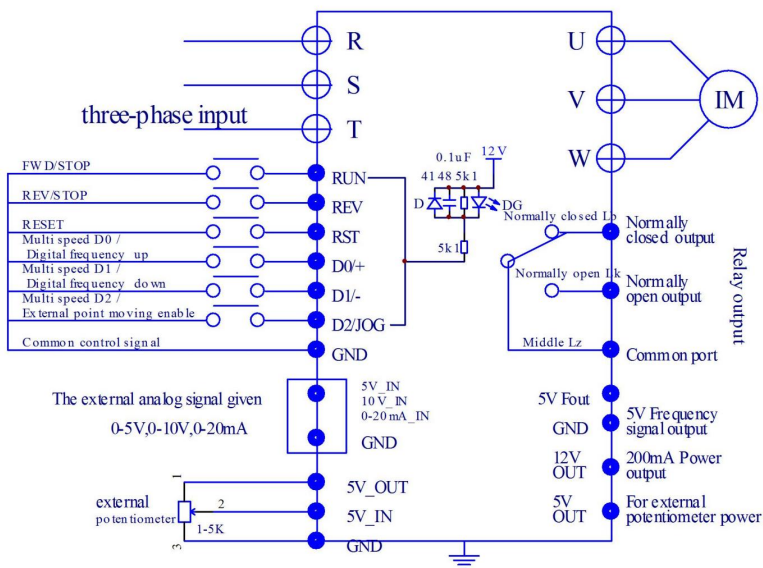 R
S
three-phase input
T
U
V
W
IM
FWD/STOP
RUN
REV/STOP
REV
RESET
RST
Multi speed D0 /
Digital frequency up
D0/+
Multi speed D1 /
Digital frequency down
D1/-
Multi speed D2 /
External point moving enable
D2/JOG
Common control signal
GND
0.1uF
12V
4148 5k1
D
DG
5k1
Normally closed Lb
Normally
closed output
Normally open Lk
Normally
open output
Middle Lz
Common port
Relay output
The external analog signal given
0-5V,0-10V,0-20mA
5V_IN
10V_IN
0-20mA_IN
GND
5V Fout
GND
5V Frequency
signal output
12V
OUT
200mA Power
output
5V
OUT
For external
potentiometer power
1
5V_OUT
external
potentiometer
2
5V_IN
1-5K
3
GND